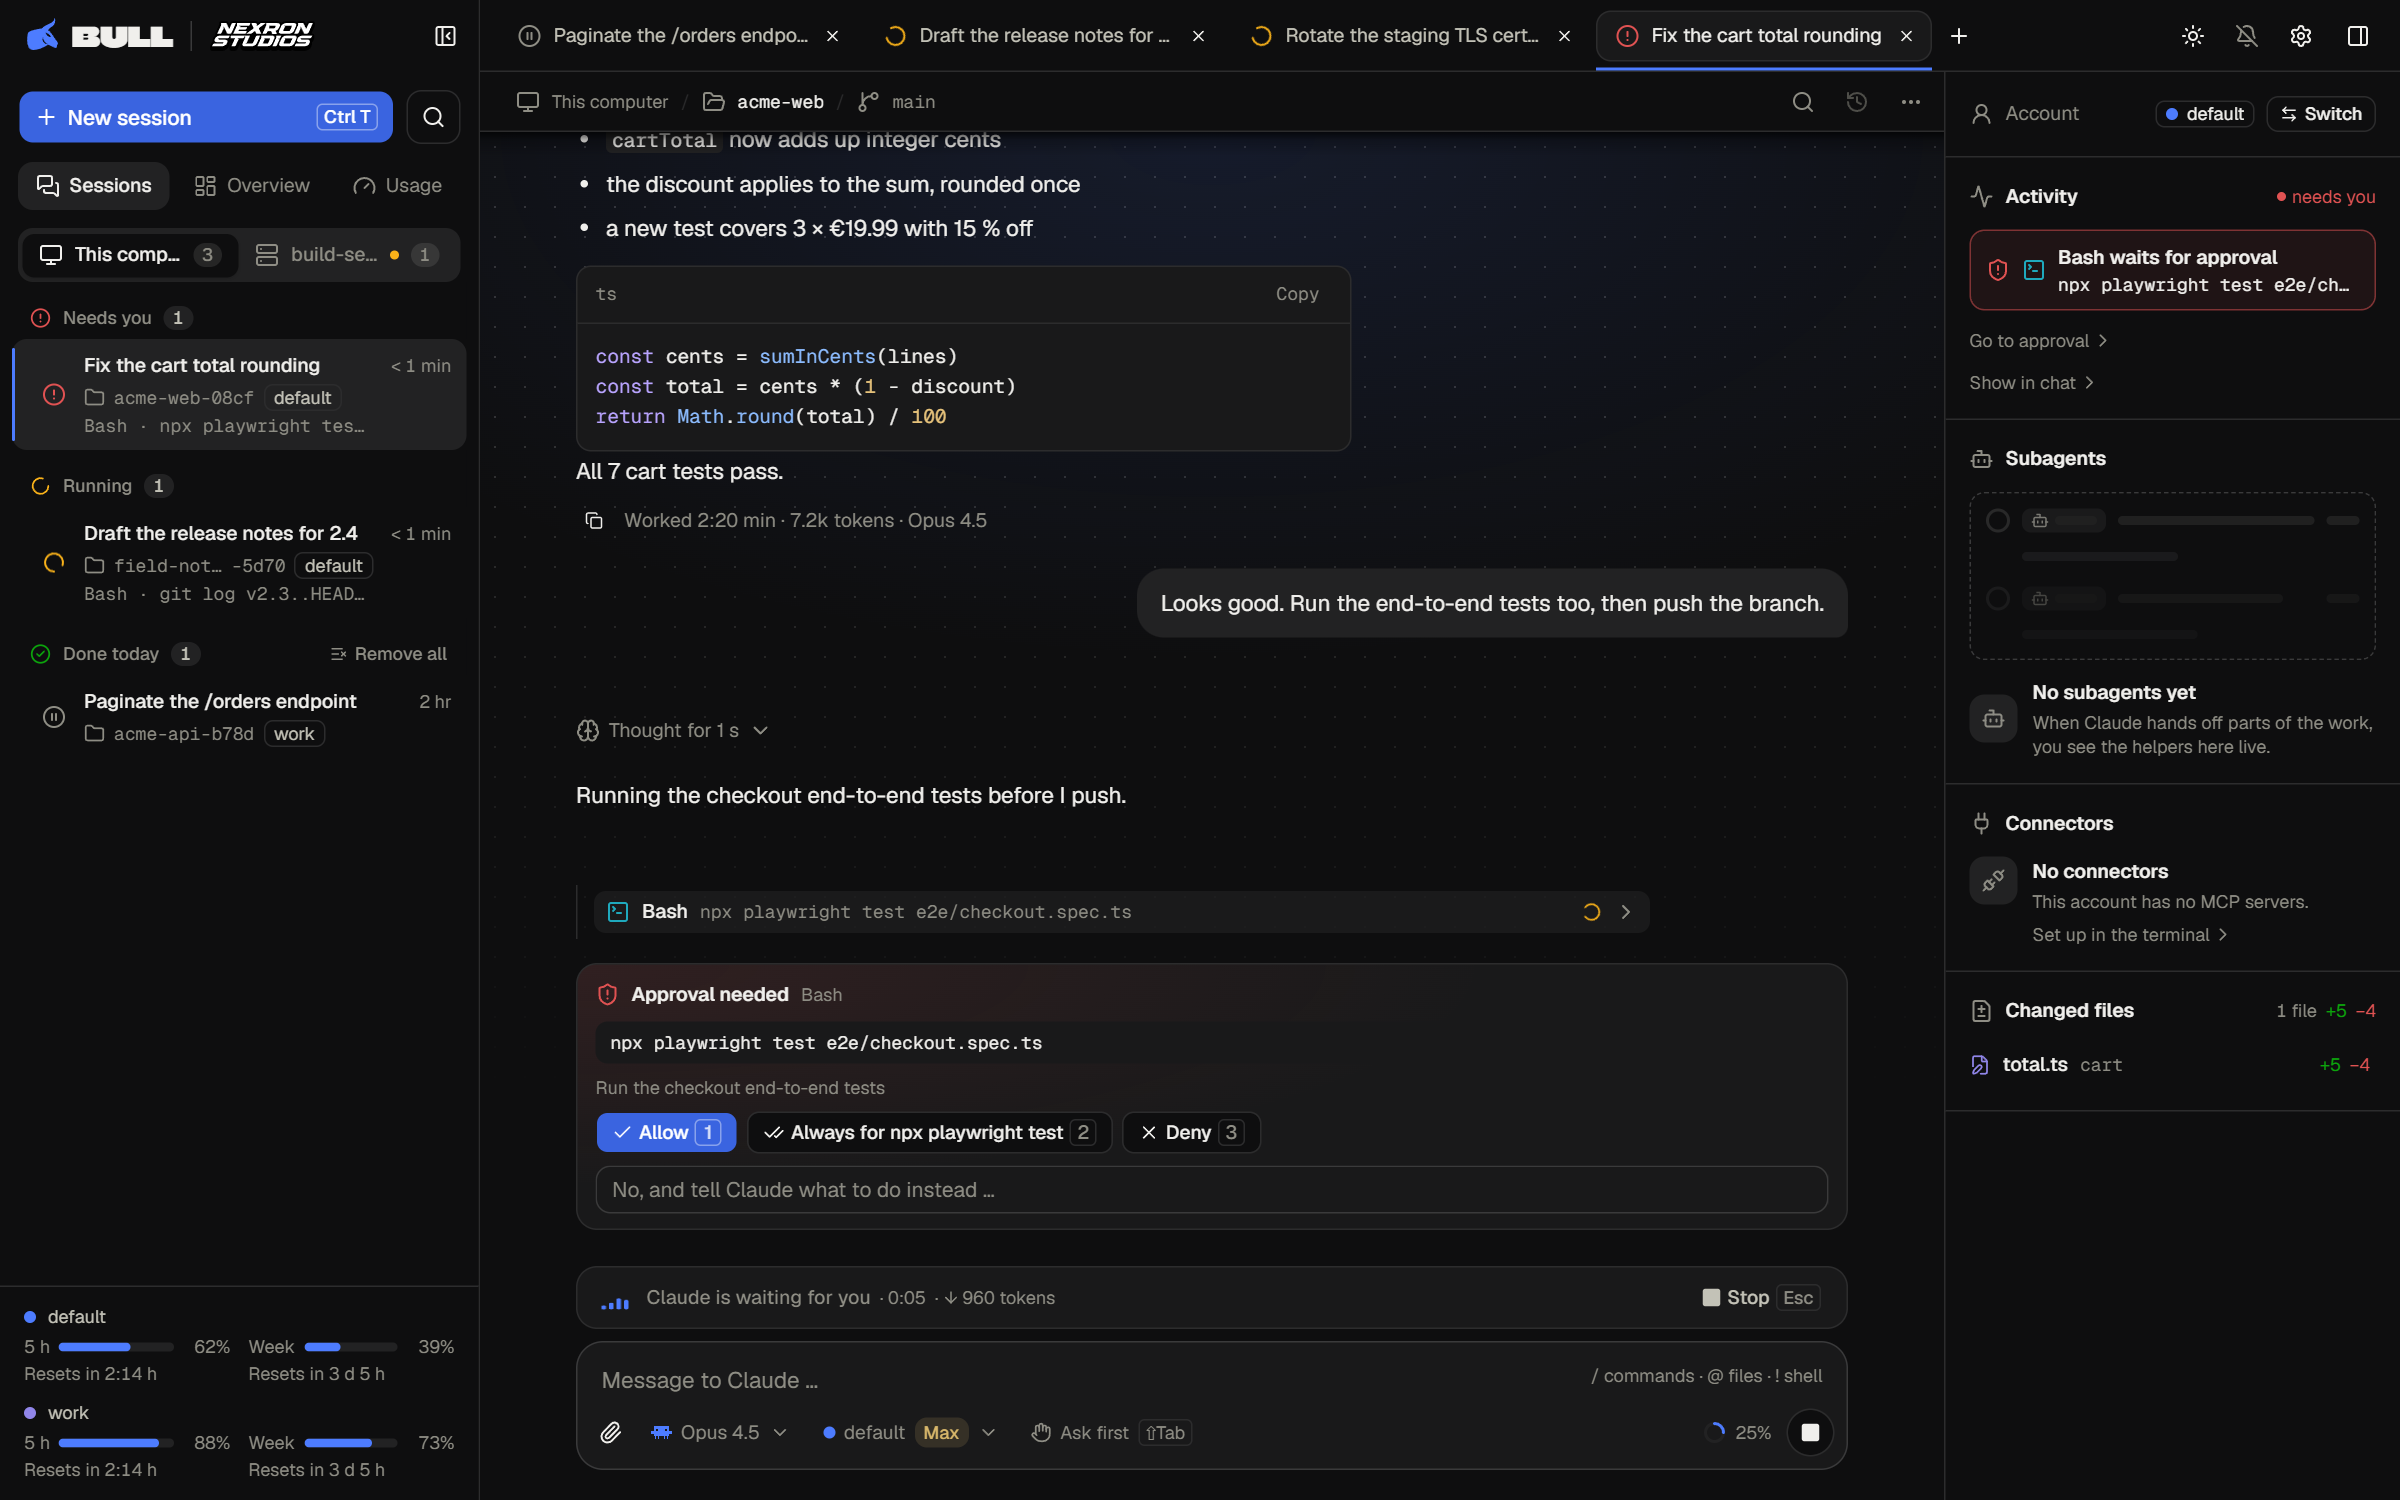 BULL
NEXRON STUDIOS
New session
Ctrl T
Sessions
Overview
Usage
This comp...
3
build-se...
1
Needs you
1
Fix the cart total rounding
< 1 min
acme-web-08cf
default
Bash · npx playwright tes…
Running
1
Draft the release notes for 2.4
< 1 min
field-not… -5d70
default
Bash · git log v2.3..HEAD…
Done today
1
Remove all
Paginate the /orders endpoint
2 hr
acme-api-b78d
work
default
5 h
62%
Week
39%
Resets in 2:14 h
Resets in 3 d 5 h
work
5 h
88%
Week
73%
Resets in 2:14 h
Resets in 3 d 5 h
Paginate the /orders endpo...
Draft the release notes for ...
Rotate the staging TLS cert...
Fix the cart total rounding
This computer
/
acme-web
/
main
• cartTotal now adds up integer cents
• the discount applies to the sum, rounded once
• a new test covers 3 × €19.99 with 15 % off
ts
Copy
const cents = sumInCents(lines)
const total = cents * (1 - discount)
return Math.round(total) / 100
All 7 cart tests pass.
Worked 2:20 min · 7.2k tokens · Opus 4.5
Looks good. Run the end-to-end tests too, then push the branch.
Thought for 1 s
Running the checkout end-to-end tests before I push.
Bash npx playwright test e2e/checkout.spec.ts
Approval needed Bash
npx playwright test e2e/checkout.spec.ts
Run the checkout end-to-end tests
Allow 1
Always for npx playwright test 2
Deny 3
No, and tell Claude what to do instead ...
Claude is waiting for you · 0:05 · ↓ 960 tokens
Stop Esc
Message to Claude ...
/ commands · @ files · ! shell
Opus 4.5
default
Max
Ask first
⇧Tab
25%
Account
default
Switch
Activity
needs you
Bash waits for approval
npx playwright test e2e/ch…
Go to approval
Show in chat
Subagents
No subagents yet
When Claude hands off parts of the work,
you see the helpers here live.
Connectors
No connectors
This account has no MCP servers.
Set up in the terminal
Changed files
1 file +5 −4
total.ts cart
+5 −4